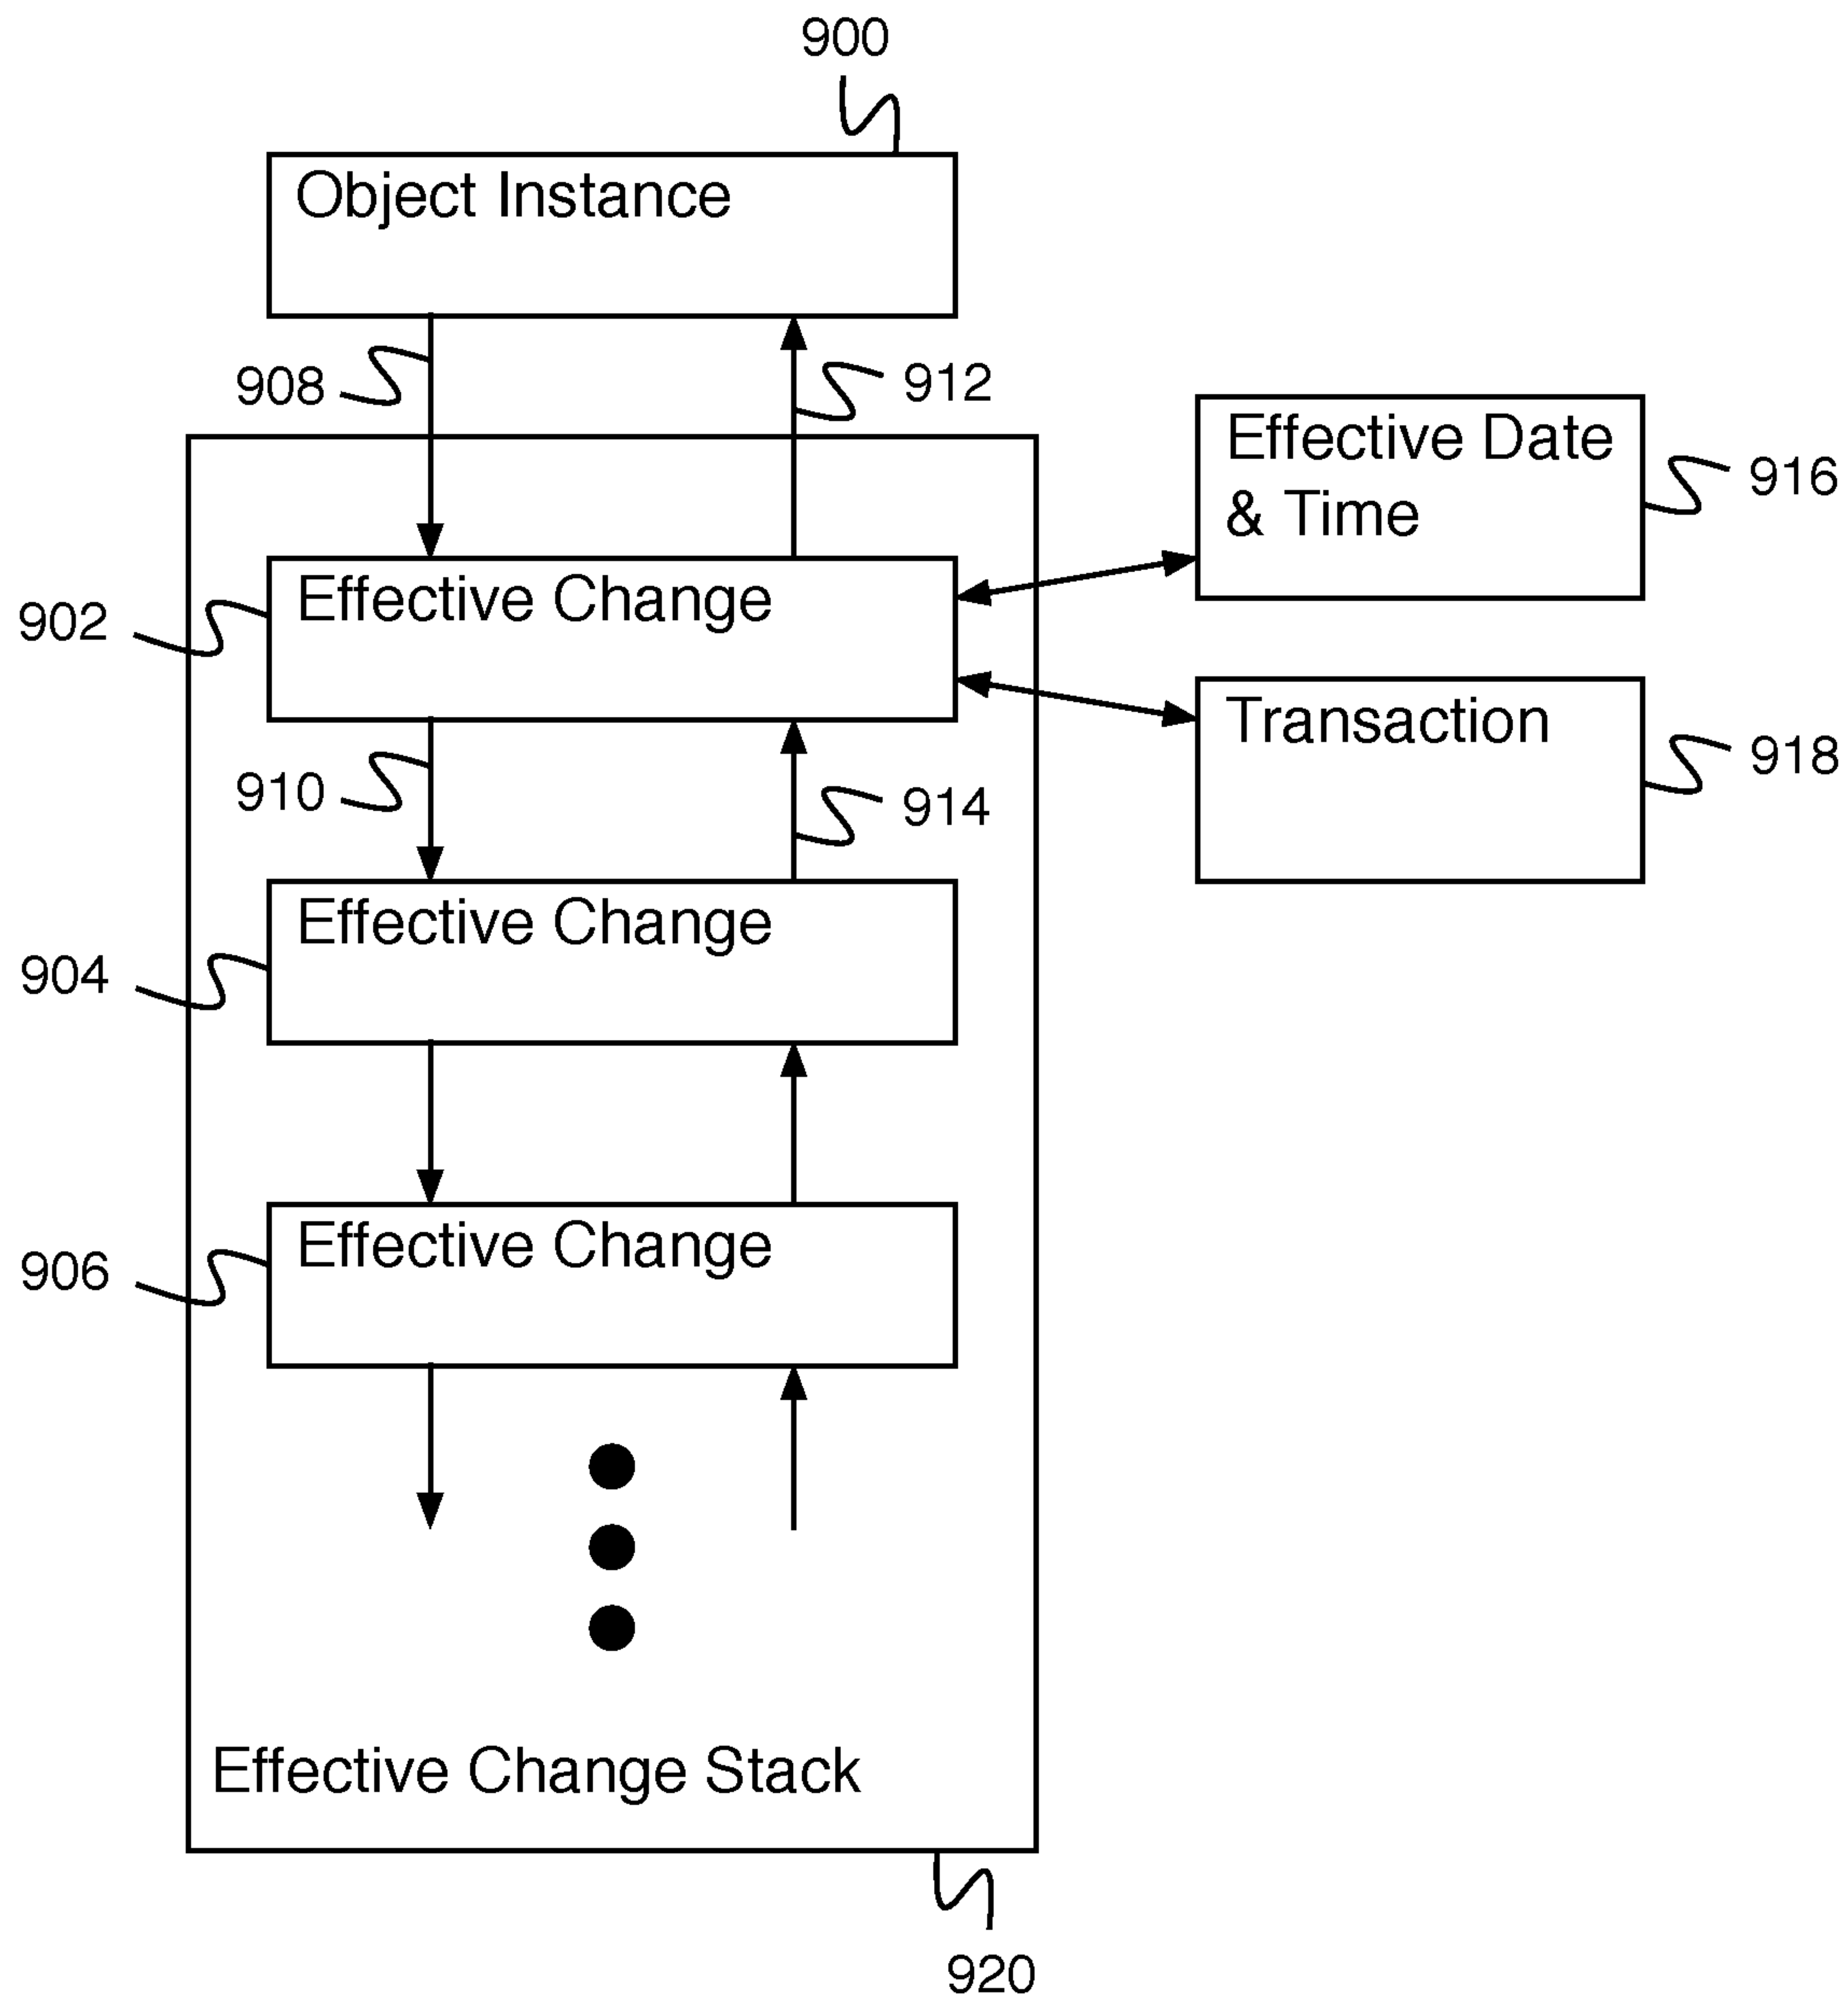 900
Object Instance
908
912
Effective Date
& Time
916
902
Effective Change
Transaction
918
910
914
904
Effective Change
906
Effective Change
Effective Change Stack
920